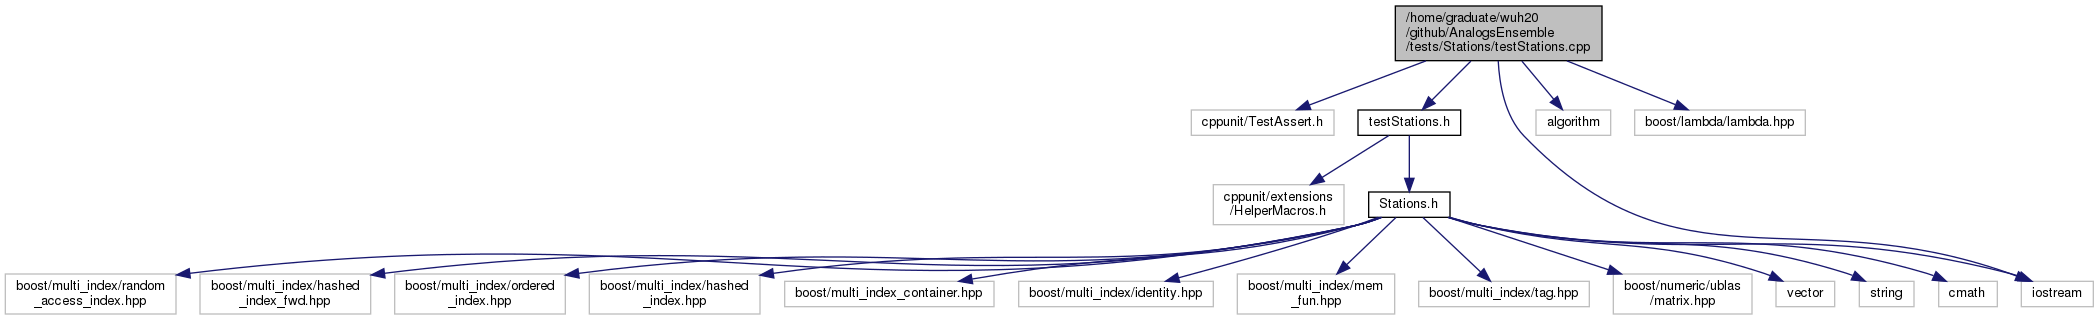 /home/graduate/wuh20
/github/AnalogsEnsemble
/tests/Stations/testStations.cpp
cppunit/TestAssert.h
testStations.h
algorithm
boost/lambda/lambda.hpp
cppunit/extensions
/HelperMacros.h
Stations.h
boost/multi_index/random
_access_index.hpp
boost/multi_index/hashed
_index_fwd.hpp
boost/multi_index/ordered
_index.hpp
boost/multi_index/hashed
_index.hpp
boost/multi_index_container.hpp
boost/multi_index/identity.hpp
boost/multi_index/mem
_fun.hpp
boost/multi_index/tag.hpp
boost/numeric/ublas
/matrix.hpp
vector
string
cmath
iostream